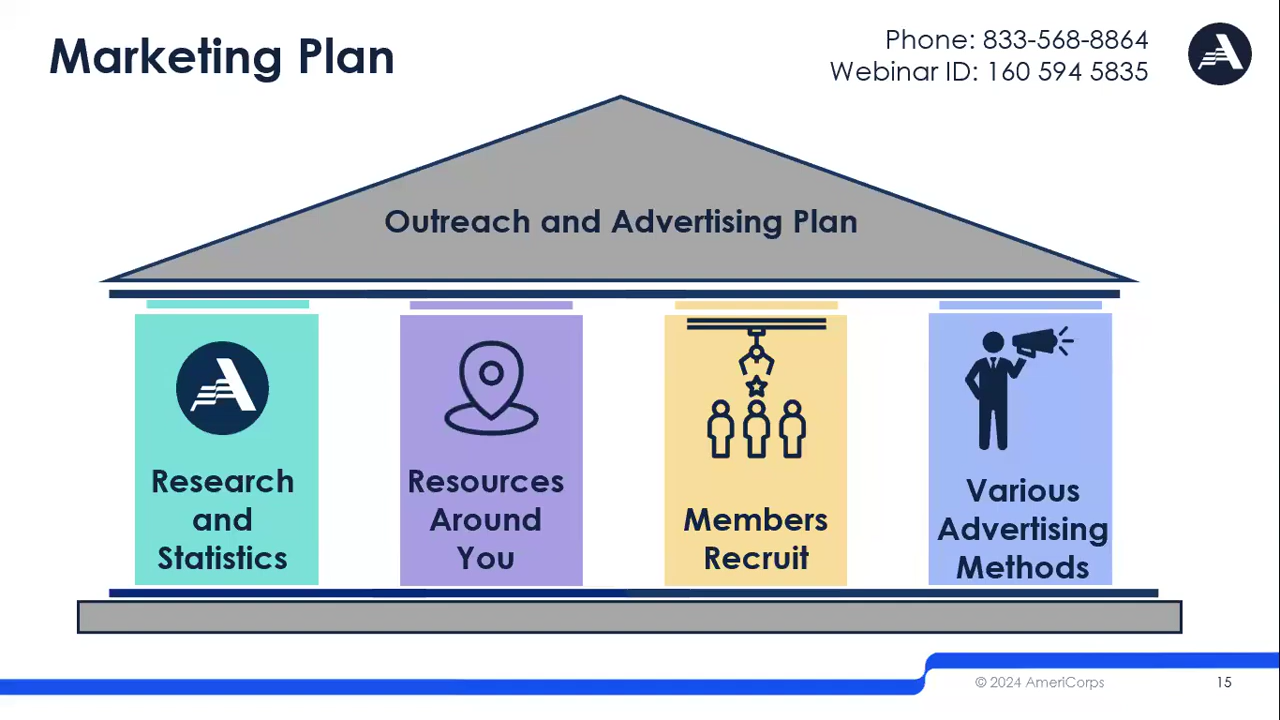 Marketing Plan
Phone: 833-568-8864
Webinar ID: 160 594 5835
Outreach and Advertising Plan
Research
and
Statistics
Resources
Around
You
Members
Recruit
Various
Advertising
Methods
© 2024 AmeriCorps
15